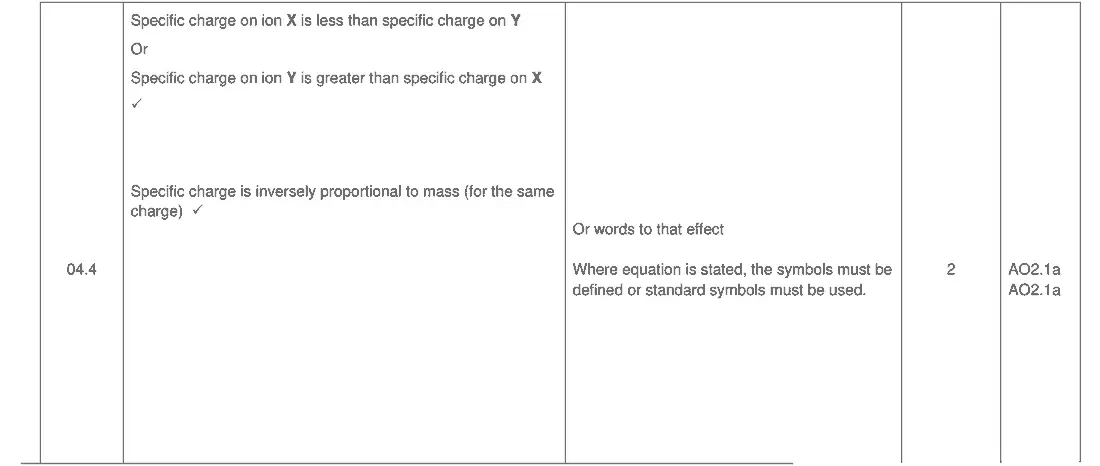 Specific charge on ion X is less than specific charge on Y
Or
Specific charge on ion Y is greater than specific charge on X
✓
Specific charge is inversely proportional to mass (for the same
charge) ✓
Or words to that effect
04.4
Where equation is stated, the symbols must be
defined or standard symbols must be used.
2
AO2.1a
AO2.1a